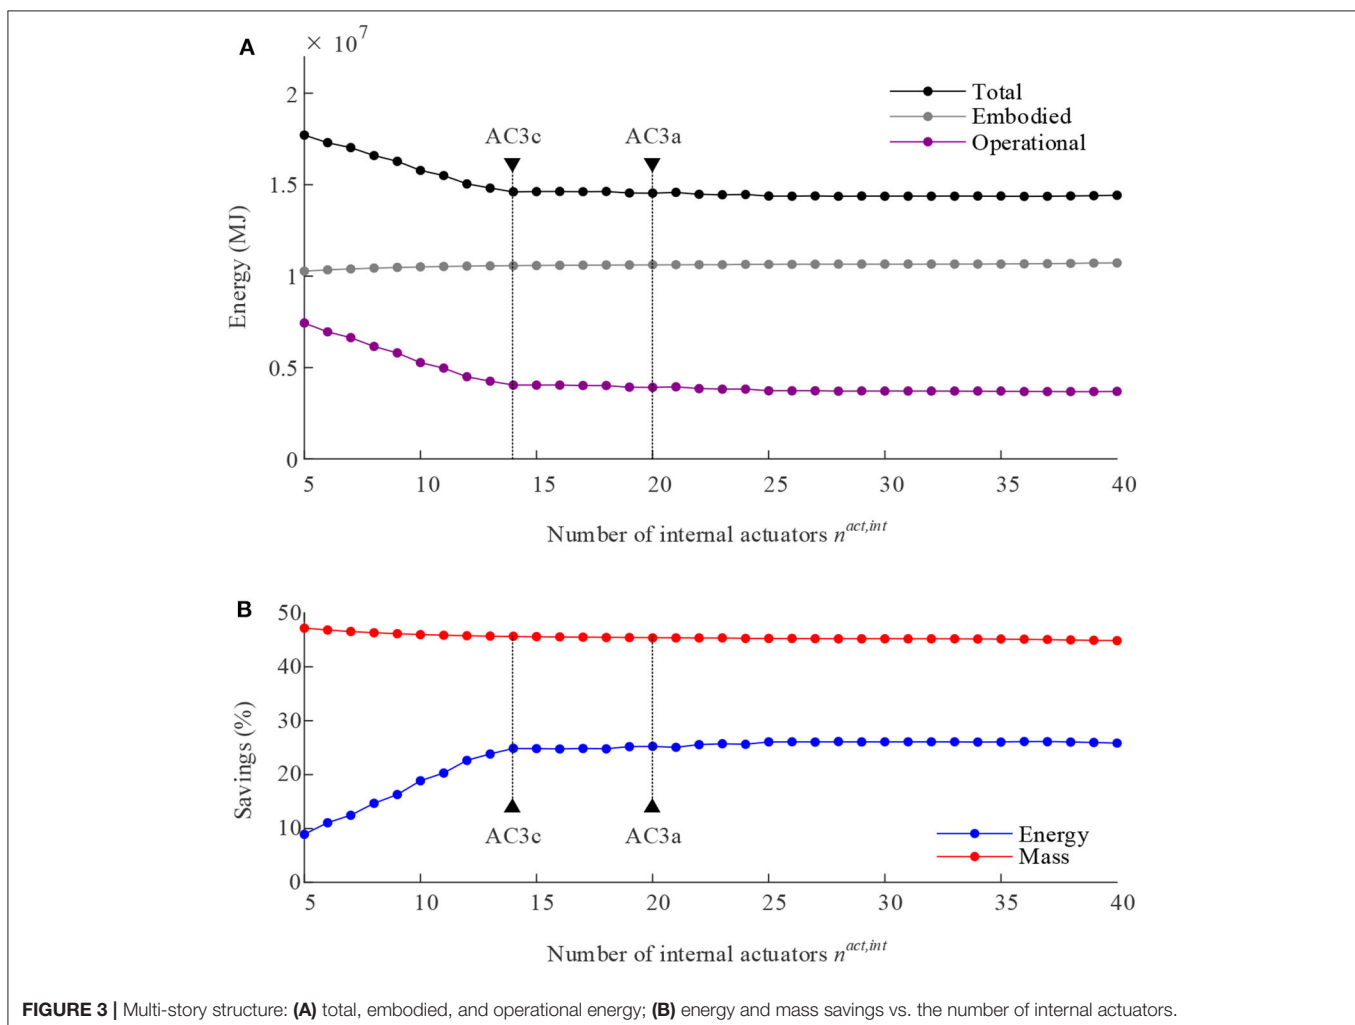 A
× 10^7
Total
Embodied
Operational
AC3c
AC3a
2
1.5
1
0.5
0
Energy (MJ)
5 10 15 20 25 30 35 40
Number of internal actuators n^act,int
B
50
40
30
20
10
0
Savings (%)
AC3c
AC3a
Energy
Mass
5 10 15 20 25 30 35 40
Number of internal actuators n^act,int
FIGURE 3 | Multi-story structure: (A) total, embodied, and operational energy; (B) energy and mass savings vs. the number of internal actuators.